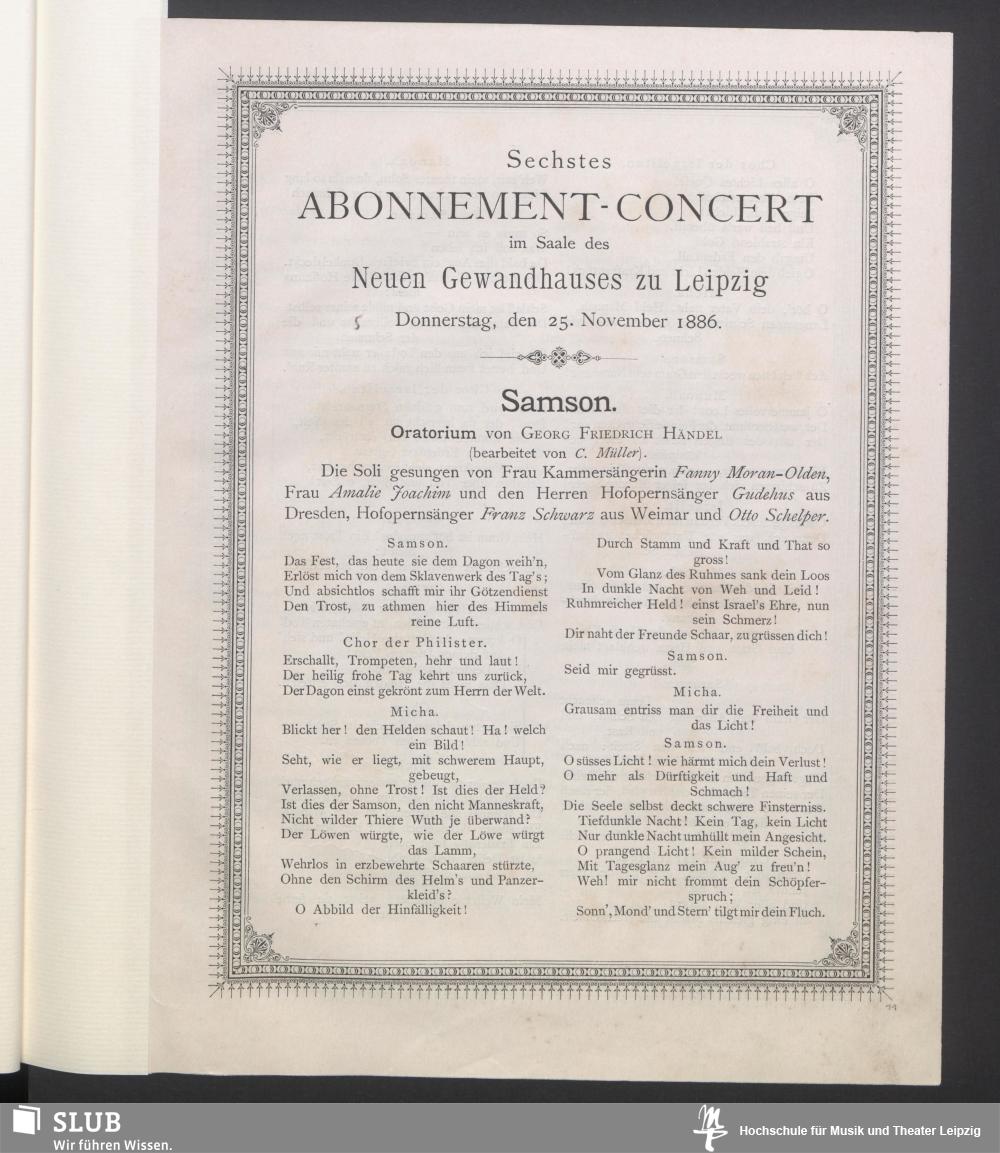 Sechstes
ABONNEMENT-CONCERT
im Saale des
Neuen Gewandhauses zu Leipzig
5 Donnerstag, den 25. November 1886.
Samson.
Oratorium von GEORG FRIEDRICH HÄNDEL
(bearbeitet von C. Müller).
Die Soli gesungen von Frau Kammersängerin Fanny Moran-Olden,
Frau Amalie Joachim und den Herren Hofopernsänger Gudehus aus
Dresden, Hofopernsänger Franz Schwarz aus Weimar und Otto Schelper.
Samson.
Das Fest, das heute sie dem Dagon weih'n,
Erlöst mich von dem Sklavenwerk des Tag's;
Und absichtlos schafft mir ihr Götzendienst
Den Trost, zu athmen hier des Himmels
reine Luft.
Chor der Philister.
Erschallt, Trompeten, hehr und laut!
Der heilig frohe Tag kehrt uns zurück,
Der Dagon einst gekrönt zum Herrn der Welt.
Micha.
Blickt her! den Helden schaut! Ha! welch
ein Bild!
Seht, wie er liegt, mit schwerem Haupt,
gebeugt,
Verlassen, ohne Trost! Ist dies der Held?
Ist dies der Samson, den nicht Manneskraft,
Nicht wilder Thiere Wuth je überwand?
Der Löwen würgte, wie der Löwe würgt
das Lamm,
Wehrlos in erzbewehrte Schaaren stürzte,
Ohne den Schirm des Helm's und Panzer-
kleid's?
O Abbild der Hinfälligkeit!
Durch Stamm und Kraft und That so
gross!
Vom Glanz des Ruhmes sank dein Loos
In dunkle Nacht von Weh und Leid!
Ruhmreicher Held! einst Israel's Ehre, nun
sein Schmerz!
Dir naht der Freunde Schaar, zu grüssen dich!
Samson.
Seid mir gegrüsst.
Micha.
Grausam entriss man dir die Freiheit und
das Licht!
Samson.
O süsses Licht! wie härmt mich dein Verlust!
O mehr als Dürftigkeit und Haft und
Schmach!
Die Seele selbst deckt schwere Finsterniss.
Tiefdunkle Nacht! Kein Tag, kein Licht
Nur dunkle Nacht umhüllt mein Angesicht.
O prangend Licht! Kein milder Schein,
Mit Tagesglanz mein Aug' zu freu'n!
Weh! mir nicht frommt dein Schöpfer-
spruch;
Sonn', Mond' und Stern' tilgt mir dein Fluch.
SLUB
Wir führen Wissen.
Hochschule für Musik und Theater Leipzig